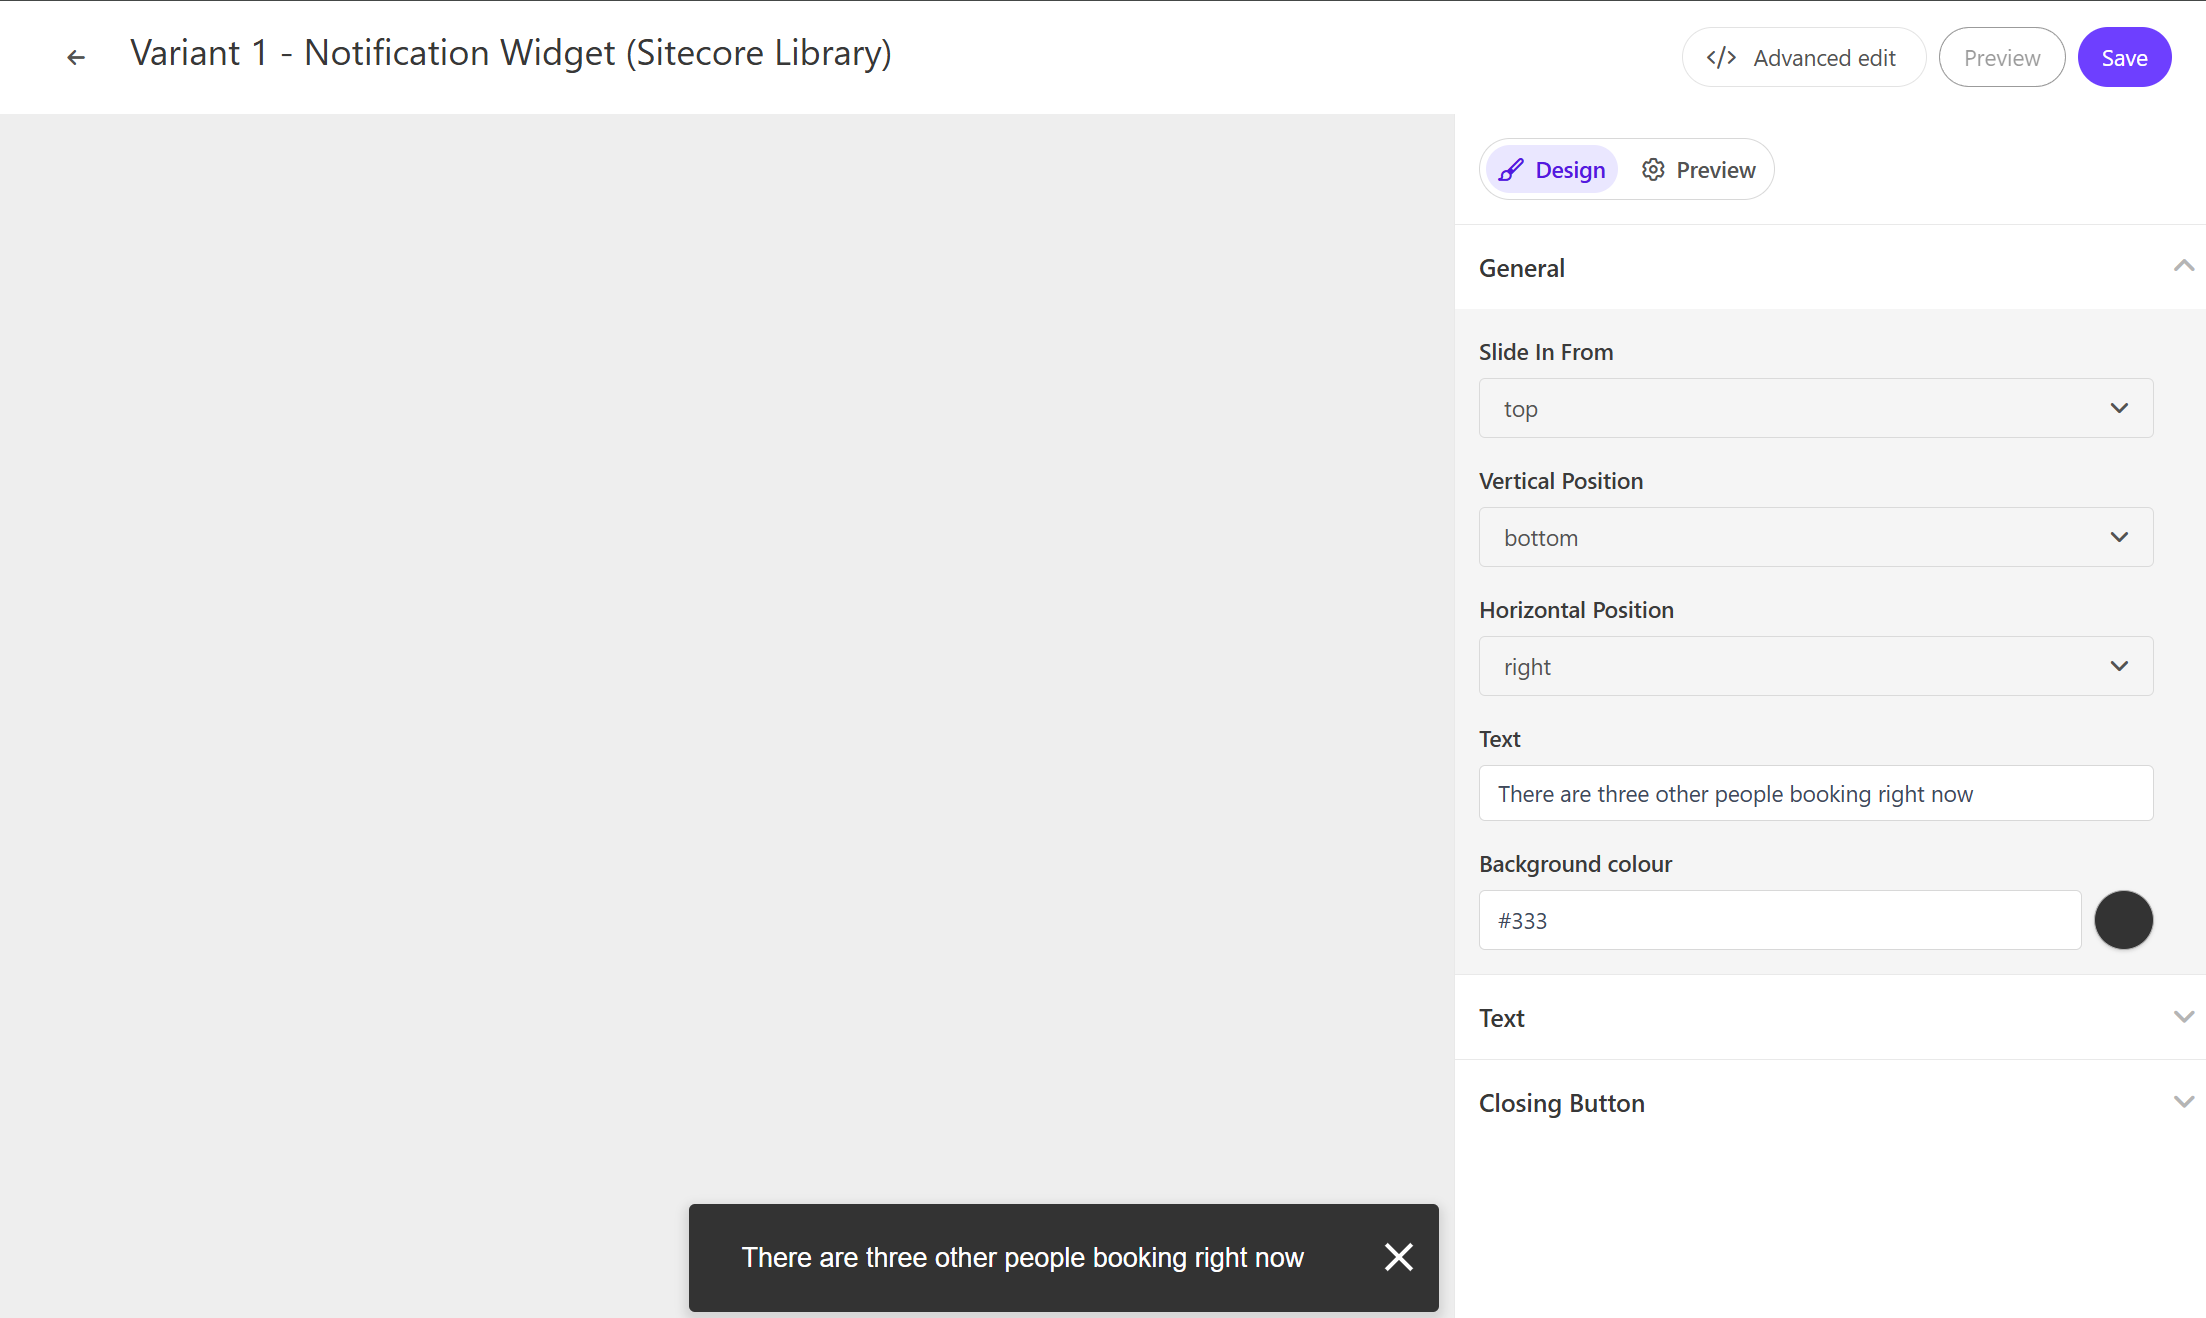 Variant 1 - Notification Widget (Sitecore Library)
</> Advanced edit
Preview
Save
Design
Preview
General
Slide In From
top
Vertical Position
bottom
Horizontal Position
right
Text
There are three other people booking right now
Background colour
#333
Text
Closing Button
There are three other people booking right now